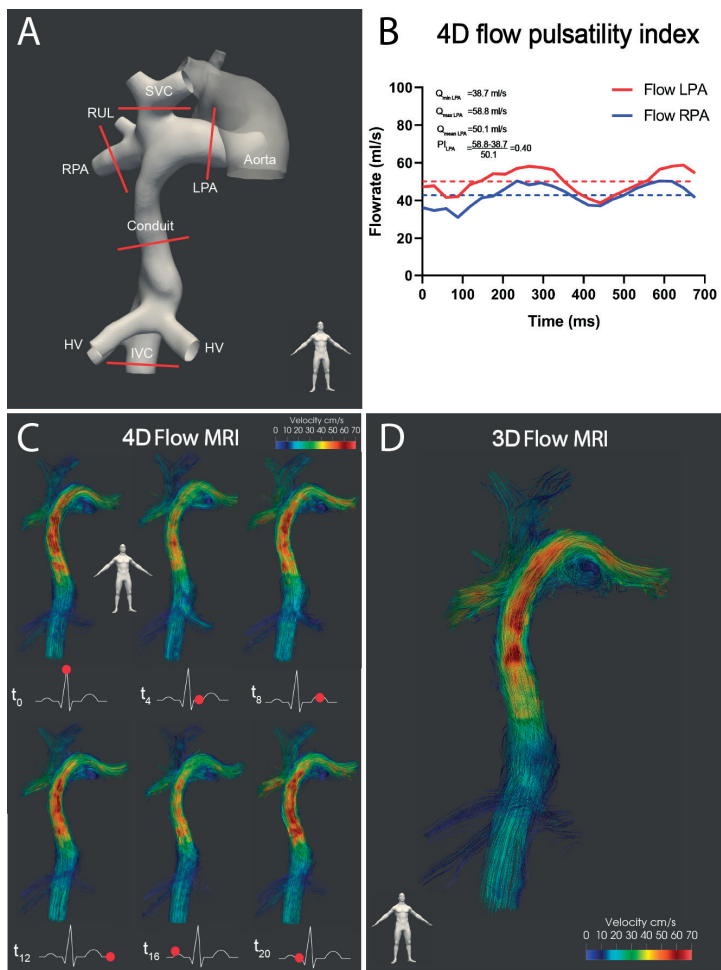 A
SVC
RUL
RPA
LPA
Aorta
Conduit
HV
IVC
HV
B
4D flow pulsatility index
Qmin LPA =38.7 ml/s
Qmax LPA =58.8 ml/s
Qmean LPA =50.1 ml/s
PI LPA = 58.8-38.7 / 50.1 =0.40
Flow LPA
Flow RPA
Flowrate (ml/s)
100
80
60
40
20
0
0 100 200 300 400 500 600 700
Time (ms)
C
4D Flow MRI
Velocity cm/s
0 10 20 30 40 50 60 70
t0
t4
t8
t12
t16
t20
D
3D Flow MRI
Velocity cm/s
0 10 20 30 40 50 60 70